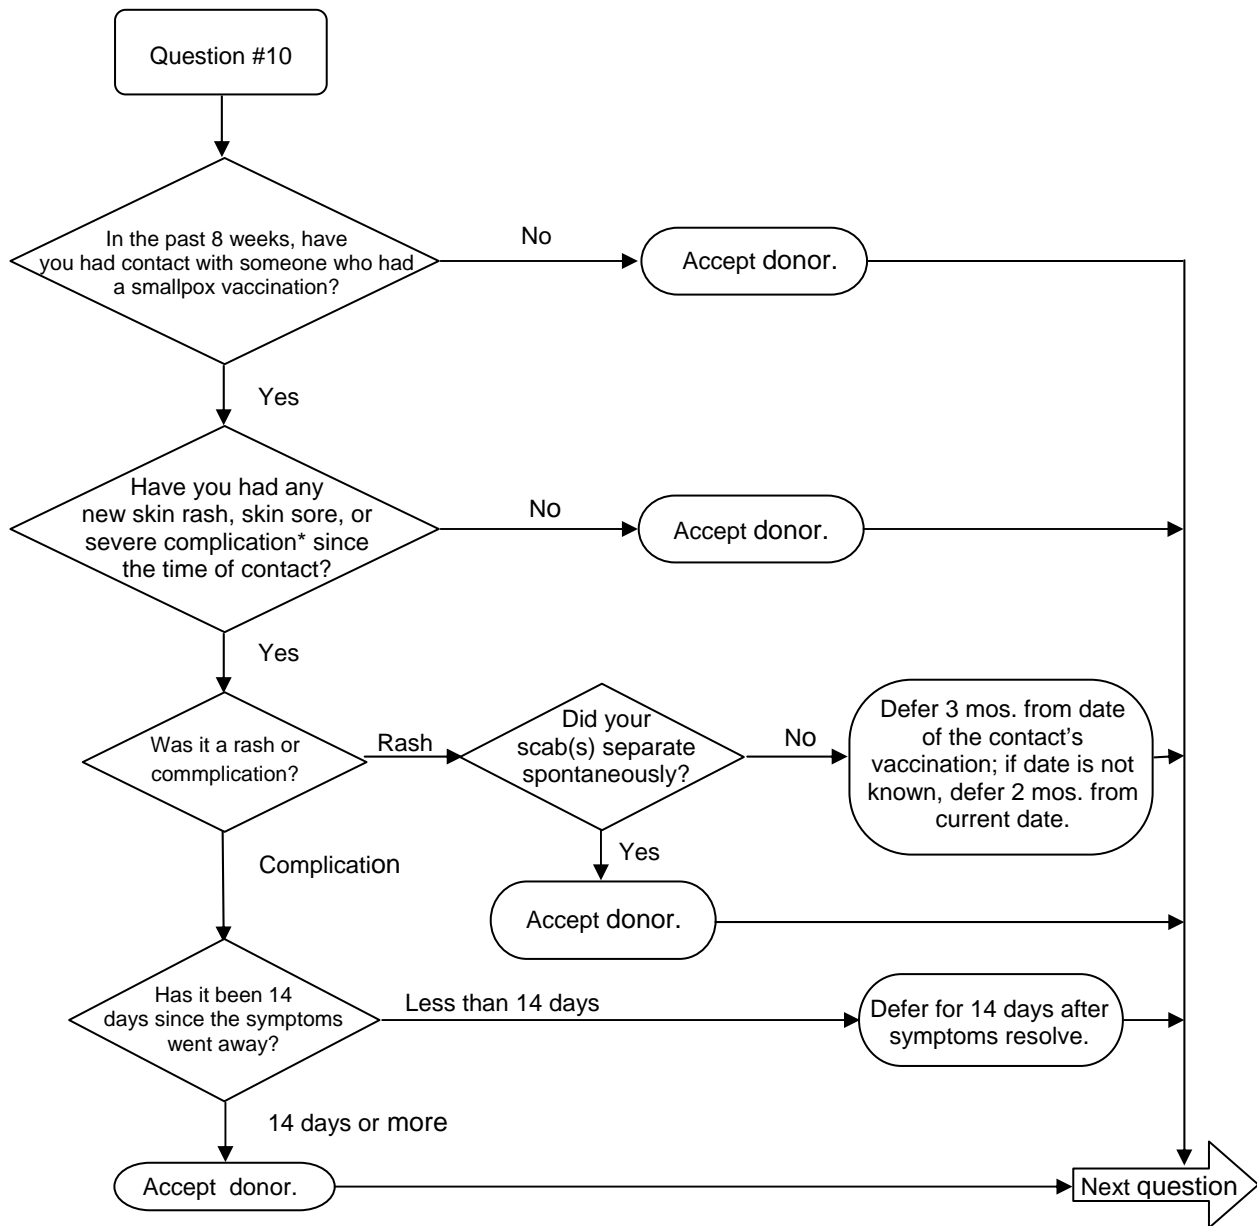 Question #10
In the past 8 weeks, have
you had contact with someone who had
a smallpox vaccination?
No
Accept donor.
Yes
Have you had any
new skin rash, skin sore, or
severe complication* since
the time of contact?
No
Accept donor.
Yes
Was it a rash or
commplication?
Rash
Did your
scab(s) separate
spontaneously?
No
Defer 3 mos. from date
of the contact's
vaccination; if date is not
known, defer 2 mos. from
current date.
Yes
Accept donor.
Complication
Has it been 14
days since the symptoms
went away?
Less than 14 days
Defer for 14 days after
symptoms resolve.
14 days or more
Accept donor.
Next question